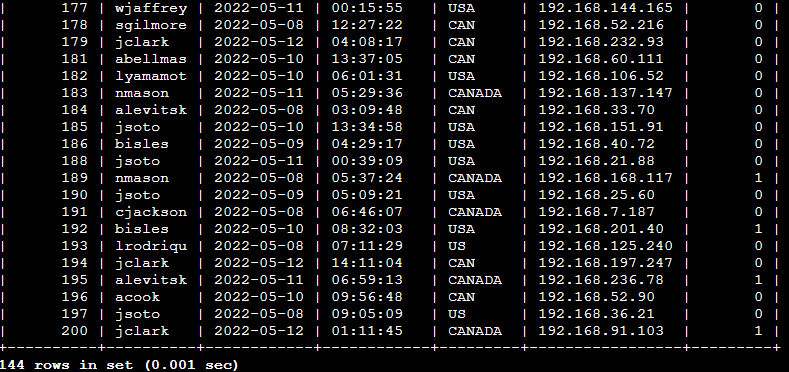 |     177 | wjaffrey | 2022-05-11 | 00:15:55   | USA     | 192.168.144.165 |       0 |
|     178 | sgilmore | 2022-05-08 | 12:27:22   | CAN     | 192.168.52.216  |       0 |
|     179 | jclark   | 2022-05-12 | 04:08:17   | CAN     | 192.168.232.93  |       0 |
|     181 | abellmas | 2022-05-10 | 13:37:05   | CAN     | 192.168.60.111  |       0 |
|     182 | lyamamot | 2022-05-10 | 06:01:31   | USA     | 192.168.106.52  |       0 |
|     183 | nmason   | 2022-05-11 | 05:29:36   | CANADA  | 192.168.137.147 |       0 |
|     184 | alevitsk | 2022-05-08 | 03:09:48   | CAN     | 192.168.33.70   |       0 |
|     185 | jsoto    | 2022-05-10 | 13:34:58   | USA     | 192.168.151.91  |       0 |
|     186 | bisles   | 2022-05-09 | 04:29:17   | USA     | 192.168.40.72   |       0 |
|     188 | jsoto    | 2022-05-11 | 00:39:09   | USA     | 192.168.21.88   |       0 |
|     189 | nmason   | 2022-05-08 | 05:37:24   | CANADA  | 192.168.168.117 |       1 |
|     190 | jsoto    | 2022-05-09 | 05:09:21   | USA     | 192.168.25.60   |       0 |
|     191 | cjackson | 2022-05-08 | 06:46:07   | CANADA  | 192.168.7.187   |       0 |
|     192 | bisles   | 2022-05-10 | 08:32:03   | USA     | 192.168.201.40  |       1 |
|     193 | lrodriqu | 2022-05-08 | 07:11:29   | US      | 192.168.125.240 |       0 |
|     194 | jclark   | 2022-05-12 | 14:11:04   | CAN     | 192.168.197.247 |       0 |
|     195 | alevitsk | 2022-05-11 | 06:59:13   | CANADA  | 192.168.236.78  |       1 |
|     196 | acook    | 2022-05-10 | 09:56:48   | CAN     | 192.168.52.90   |       0 |
|     197 | jsoto    | 2022-05-08 | 09:05:09   | US      | 192.168.36.21   |       0 |
|     200 | jclark   | 2022-05-12 | 01:11:45   | CANADA  | 192.168.91.103  |       1 |
+---------+----------+------------+------------+---------+-----------------+---------+
144 rows in set (0.001 sec)